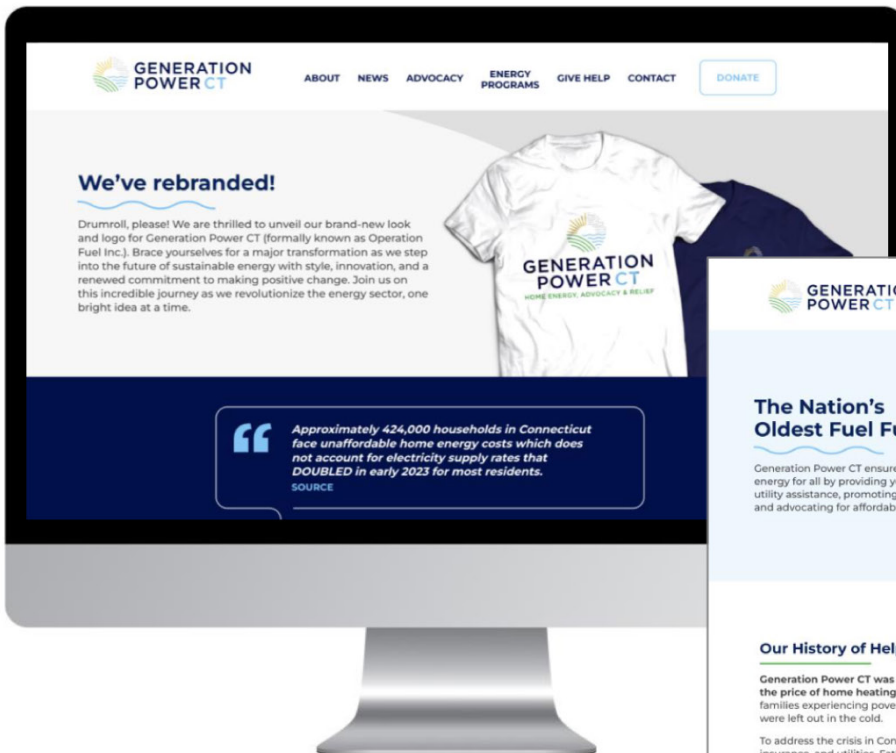 GENERATION
POWER CT
ABOUT NEWS ADVOCACY ENERGY PROGRAMS GIVE HELP CONTACT DONATE
We've rebranded!
Drumroll, please! We are thrilled to unveil our brand-new look
and logo for Generation Power CT (formally known as Operation
Fuel Inc.). Brace yourselves for a major transformation as we step
into the future of sustainable energy with style, innovation, and a
renewed commitment to making positive change. Join us on
this incredible journey as we revolutionize the energy sector, one
bright idea at a time.
GENERATION
POWER CT
HOME ENERGY, ADVOCACY & RELIEF
“
Approximately 424,000 households in Connecticut
face unaffordable home energy costs which does
not account for electricity supply rates that
DOUBLED in early 2023 for most residents.
SOURCE
POWER CT
The Nation's
Oldest Fuel
Generation Power CT
energy for all by providing
utility assistance, promoting
and advocating for
Our History of
Generation Power CT was
the price of home heating
families experiencing
were left out in the cold.
To address the crisis in